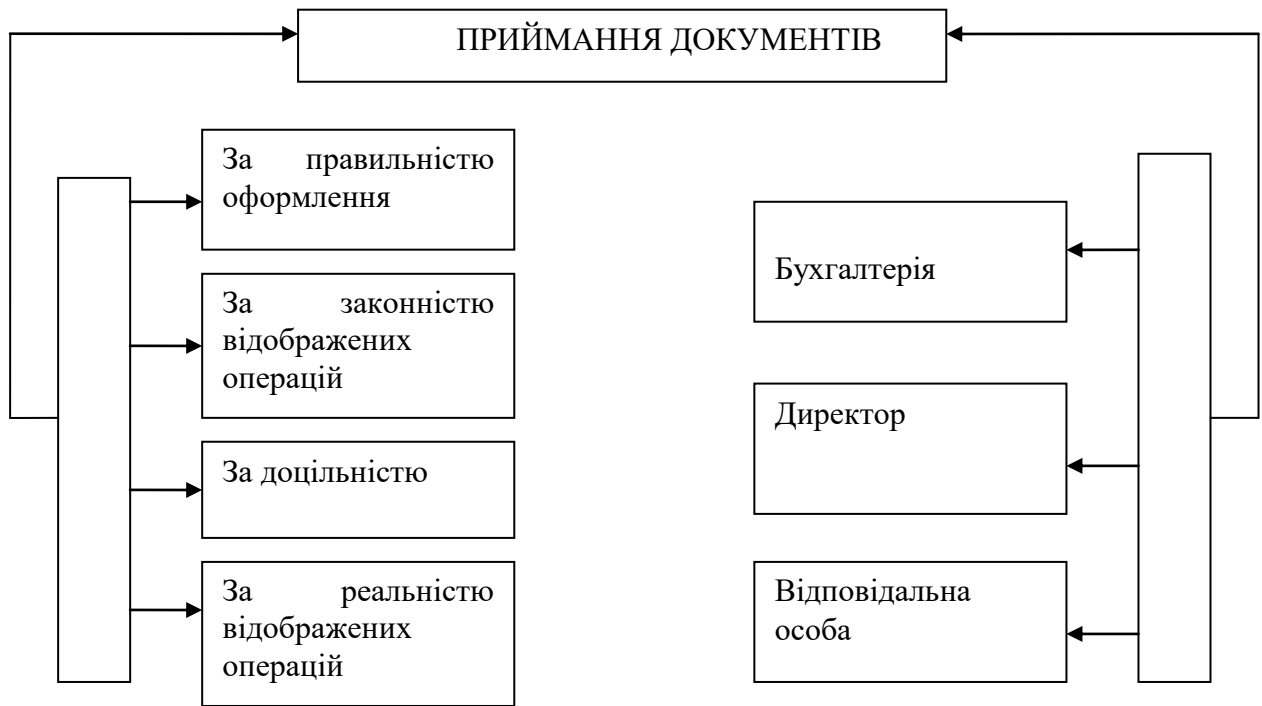 ПРИЙМАННЯ ДОКУМЕНТІВ
За правильністю
оформлення
За законністю
відображених
операцій
За доцільністю
За реальністю
відображених
операцій
Бухгалтерія
Директор
Відповідальна
особа